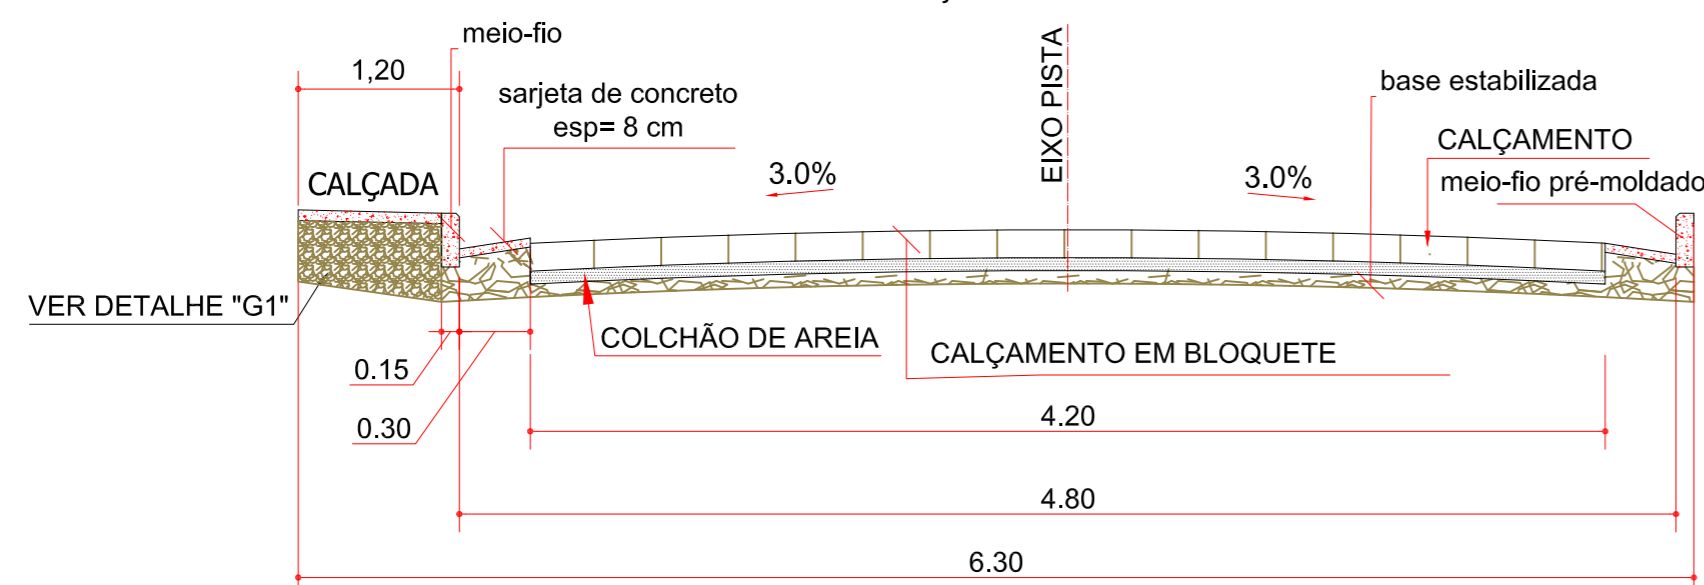 meio-fio
EIXO PISTA
1,20
sarjeta de concreto
esp= 8 cm
base estabilizada
CALÇAMENTO
3.0%
3.0%
meio-fio pré-moldado
CALÇADA
VER DETALHE "G1"
COLCHÃO DE AREIA
CALÇAMENTO EM BLOQUETE
0.15
0.30
4.20
4.80
6.30